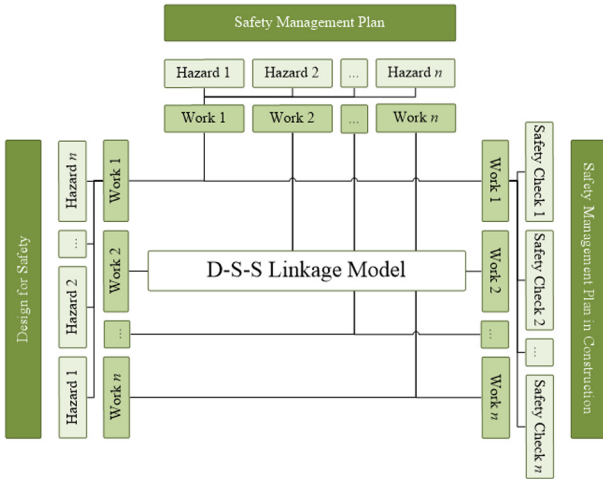 Safety Management Plan
Hazard 1
Hazard 2
...
Hazard n
Work 1
Work 2
...
Work n
Design for Safety
Hazard n
...
Hazard 2
Hazard 1
Work 1
Work 2
...
Work n
D-S-S Linkage Model
Work 1
Work 2
...
Work n
Safety Check 1
Safety Check 2
...
Safety Check n
Safety Management Plan in Construction